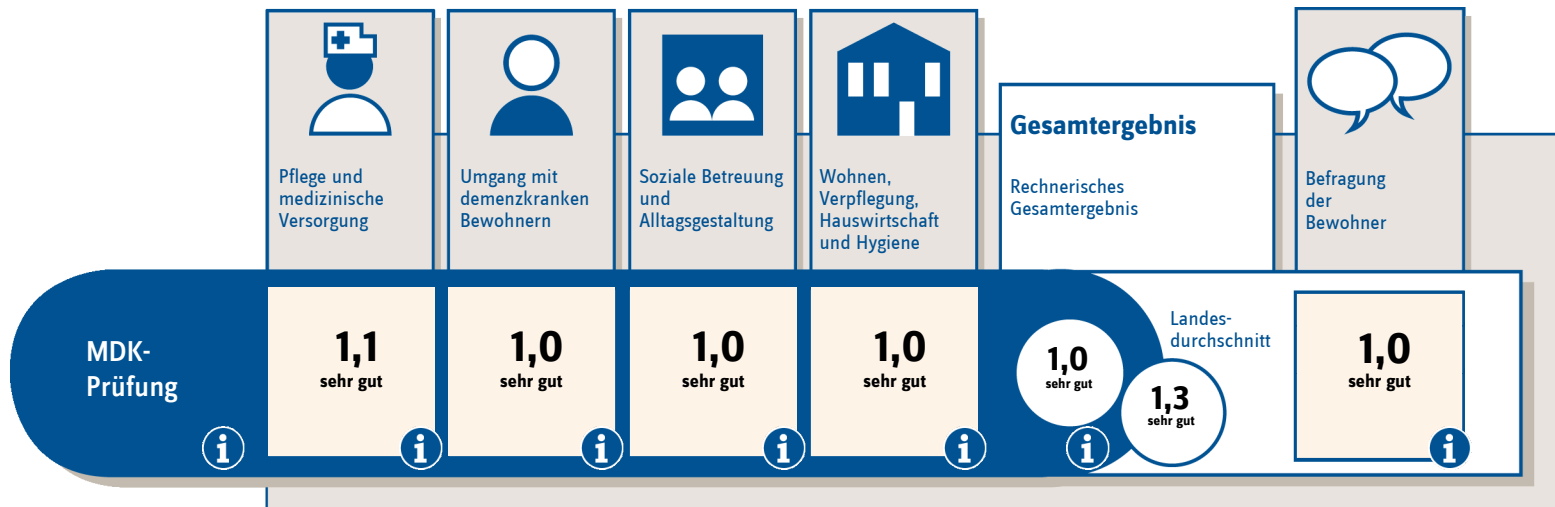 Pflege und
medizinische
Versorgung
Umgang mit
demenzkranken
Bewohnern
Soziale Betreuung
und
Alltagsgestaltung
Wohnen,
Verpflegung,
Hauswirtschaft
und Hygiene
Gesamtergebnis
Rechnerisches
Gesamtergebnis
Befragung
der
Bewohner
MDK-
Prüfung
i
1,1
sehr gut
i
1,0
sehr gut
i
1,0
sehr gut
i
1,0
sehr gut
i
1,0
sehr gut
i
Landes-
durchschnitt
1,3
sehr gut
1,0
sehr gut
i